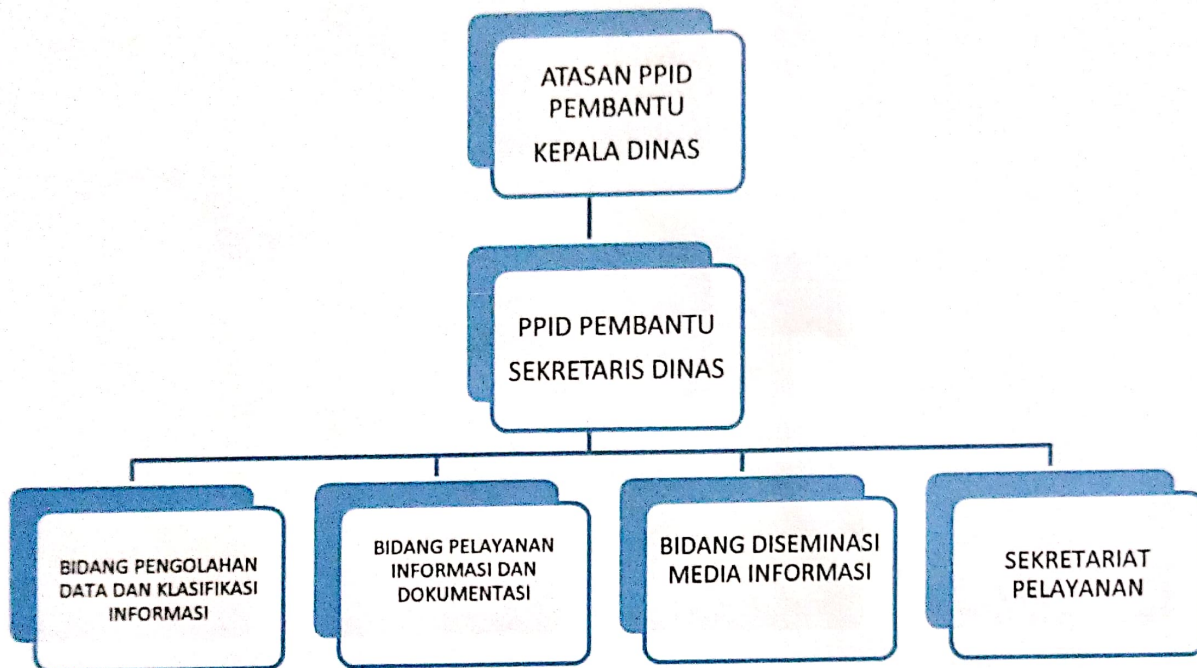 ATASAN PPID
PEMBANTU
KEPALA DINAS
PPID PEMBANTU
SEKRETARIS DINAS
BIDANG PENGOLAHAN
DATA DAN KLASIFIKASI
INFORMASI
BIDANG PELAYANAN
INFORMASI DAN
DOKUMENTASI
BIDANG DISEMINASI
MEDIA INFORMASI
SEKRETARIAT
PELAYANAN